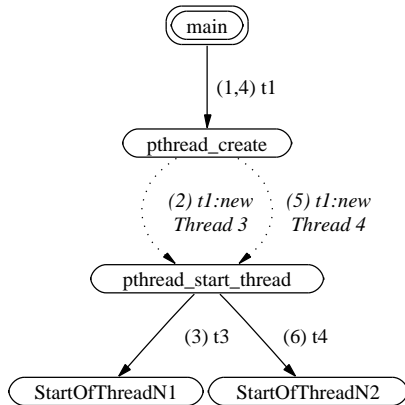 main
(1,4) t1
pthread_create
(2) t1:new
Thread 3
(5) t1:new
Thread 4
pthread_start_thread
(3) t3
(6) t4
StartOfThreadN1
StartOfThreadN2